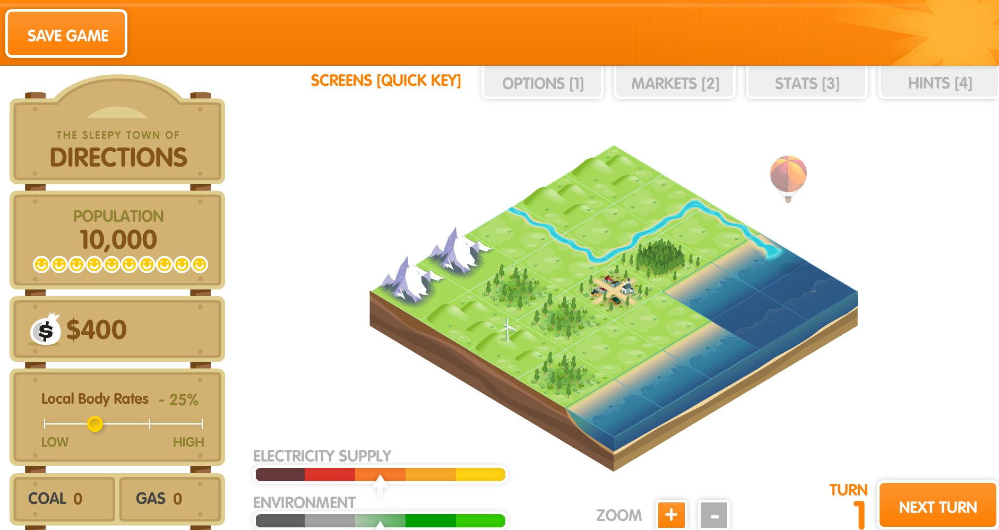 SAVE GAME
SCREENS [QUICK KEY]
OPTIONS [1]
MARKETS [2]
STATS [3]
HINTS [4]
THE SLEEPY TOWN OF
DIRECTIONS
POPULATION
10,000
$
$400
Local Body Rates - 25%
LOW
HIGH
COAL 0
GAS 0
ELECTRICITY SUPPLY
ENVIRONMENT
ZOOM + -
TURN
1
NEXT TURN